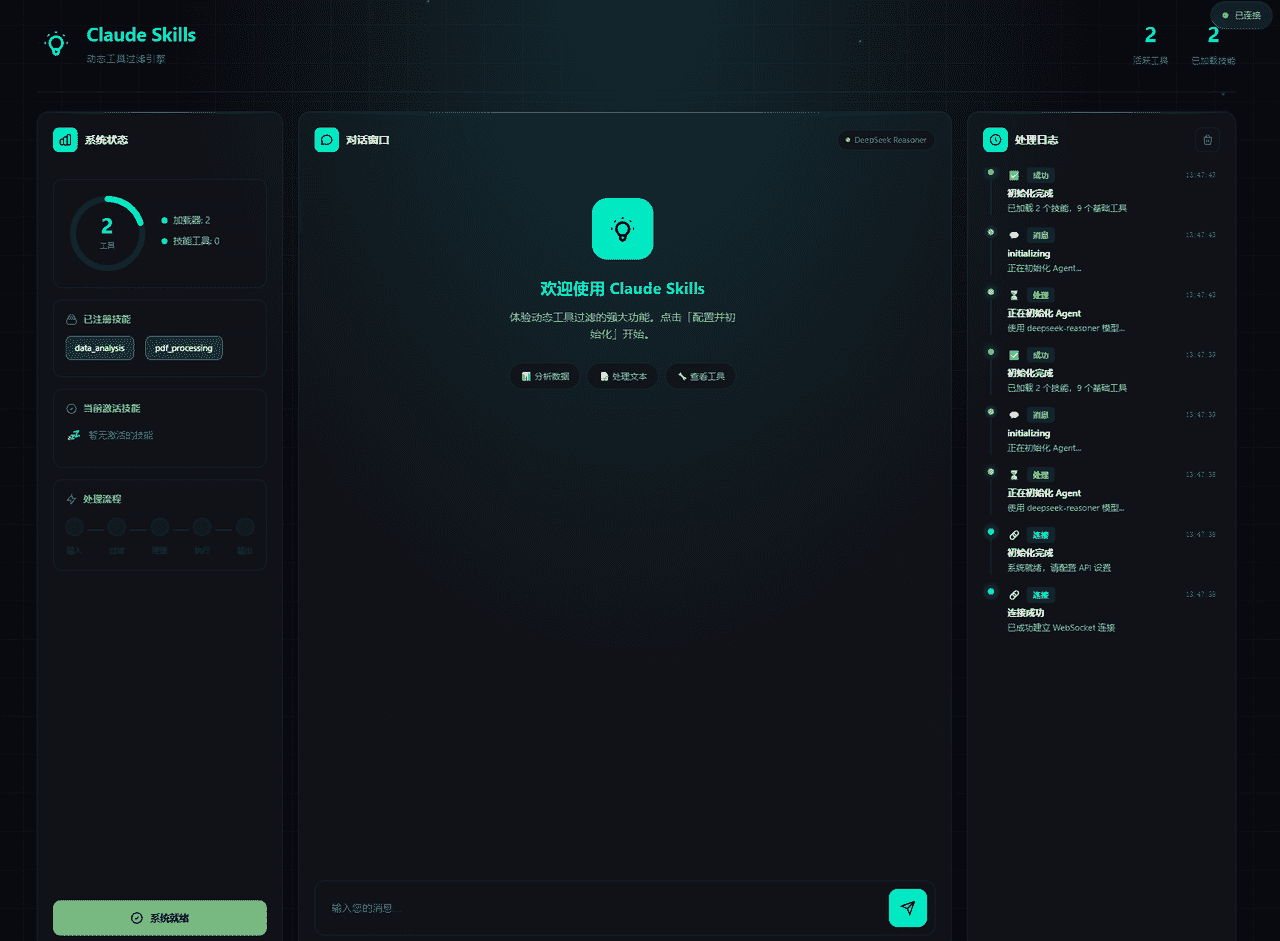 Claude Skills
动态工具过滤引擎
2
活跃工具
2
已加载技能
已连接
系统状态
2
工具
加载器: 2
技能工具: 0
已注册技能
data_analysis
pdf_processing
当前激活技能
暂无激活的技能
处理流程
输入
过滤
推理
执行
输出
系统就绪
对话窗口
DeepSeek Reasoner
欢迎使用 Claude Skills
体验动态工具过滤的强大功能。点击「配置并初
始化」开始。
分析数据
处理文本
查看工具
输入您的消息...
处理日志
成功
13:47:43
初始化完成
已加载 2 个技能，9 个基础工具
消息
13:47:43
initializing
正在初始化 Agent...
处理
13:47:43
正在初始化 Agent
使用 deepseek-reasoner 模型...
成功
13:47:39
初始化完成
已加载 2 个技能，9 个基础工具
消息
13:47:39
initializing
正在初始化 Agent...
处理
13:47:38
正在初始化 Agent
使用 deepseek-reasoner 模型...
连接
13:47:38
初始化完成
系统就绪，请配置 API 设置
连接
13:47:38
连接成功
已成功建立 WebSocket 连接